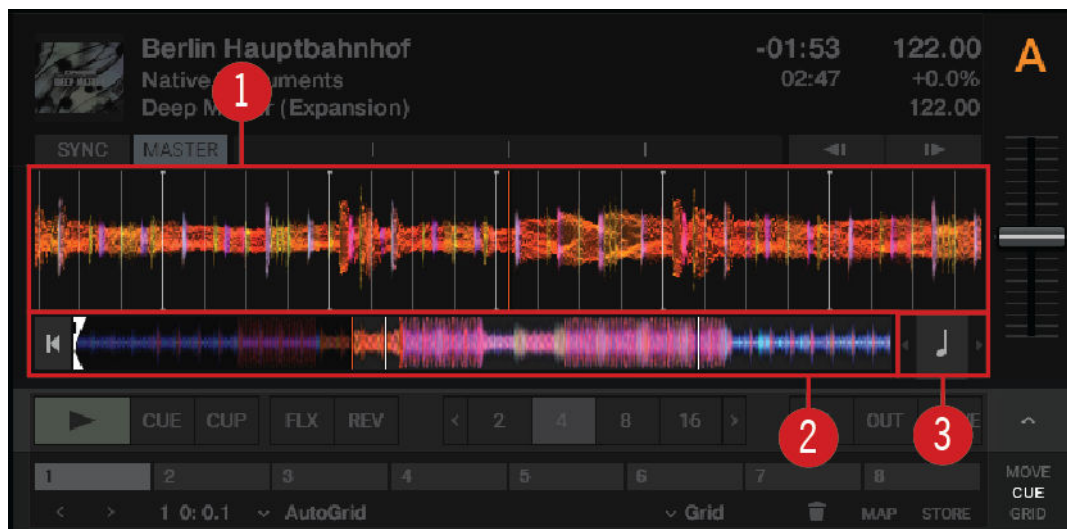 Berlin Hauptbahnhof
-01:53
122.00
A
Native
uments
02:47
+0.0%
Deep M
r (Expansion)
122.00
DEEP MATTER
1
SYNC
MASTER
2
3
CUE
CUP
FLX
REV
<
2
4
8
16
>
OUT
E
1
2
3
4
5
6
7
8
MOVE
CUE
GRID
<
>
1 0: 0.1
AutoGrid
Grid
MAP
STORE